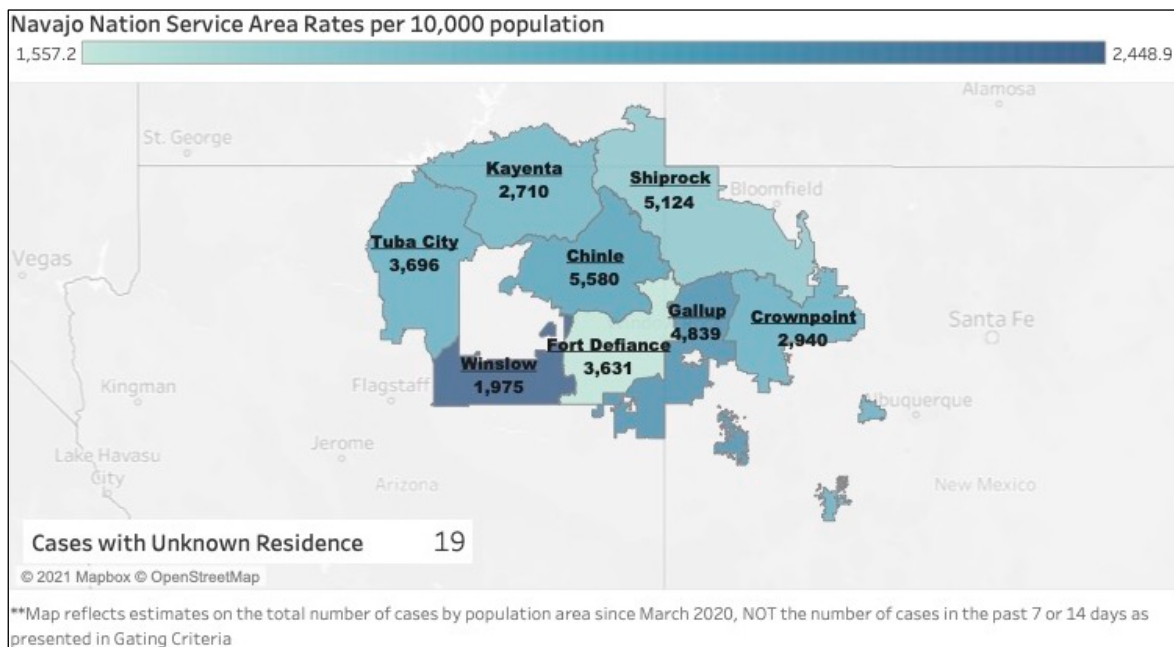 Navajo Nation Service Area Rates per 10,000 population
1,557.2
2,448.9
Alamosa
St. George
Kayenta
2,710
Shiprock
5,124
Bloomfield
Tuba City
3,696
Vegas
Chinle
5,580
Gallup
4,839
Crownpoint
2,940
Santa Fe
Fort Defiance
3,631
Winslow
1,975
Kingman
Flagstaff
Albuquerque
Jerome
Lake Havasu
City
Arizona
New Mexico
Cases with Unknown Residence 19
© 2021 Mapbox © OpenStreetMap
**Map reflects estimates on the total number of cases by population area since March 2020, NOT the number of cases in the past 7 or 14 days as
presented in Gating Criteria